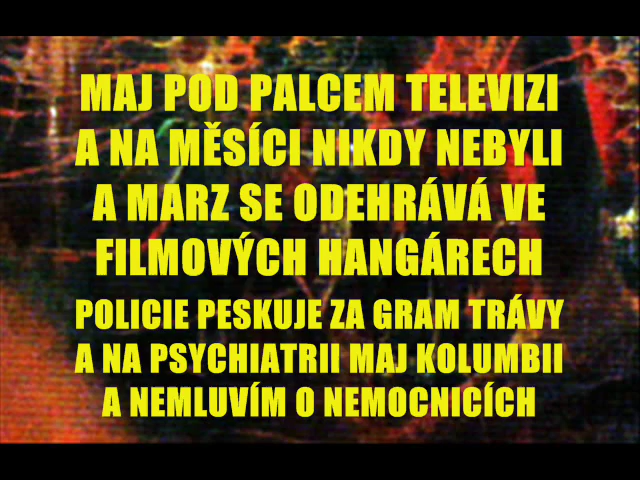 MAJ POD PALCEM TELEVIZI
A NA MĚSÍCI NIKDY NEBYLI
A MARZ SE ODEHRÁVÁ VE
FILMOVÝCH HANGÁRECH
POLICIE PESKUJE ZA GRAM TRÁVY
A NA PSYCHIATRII MAJ KOLUMBII
A NEMLUVÍM O NEMOCNICÍCH